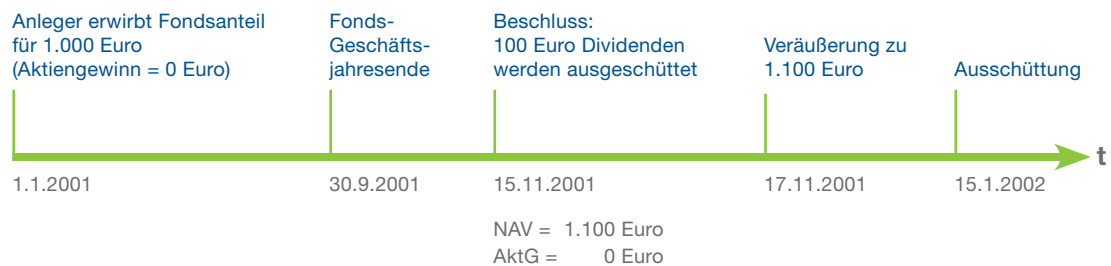 Anleger erwirbt Fondsanteil
für 1.000 Euro
(Aktiengewinn = 0 Euro)
Fonds-
Geschäfts-
jahresende
Beschluss:
100 Euro Dividenden
werden ausgeschüttet
Veräußerung zu
1.100 Euro
Ausschüttung
t
1.1.2001
30.9.2001
15.11.2001
17.11.2001
15.1.2002
NAV = 1.100 Euro
AktG = 0 Euro